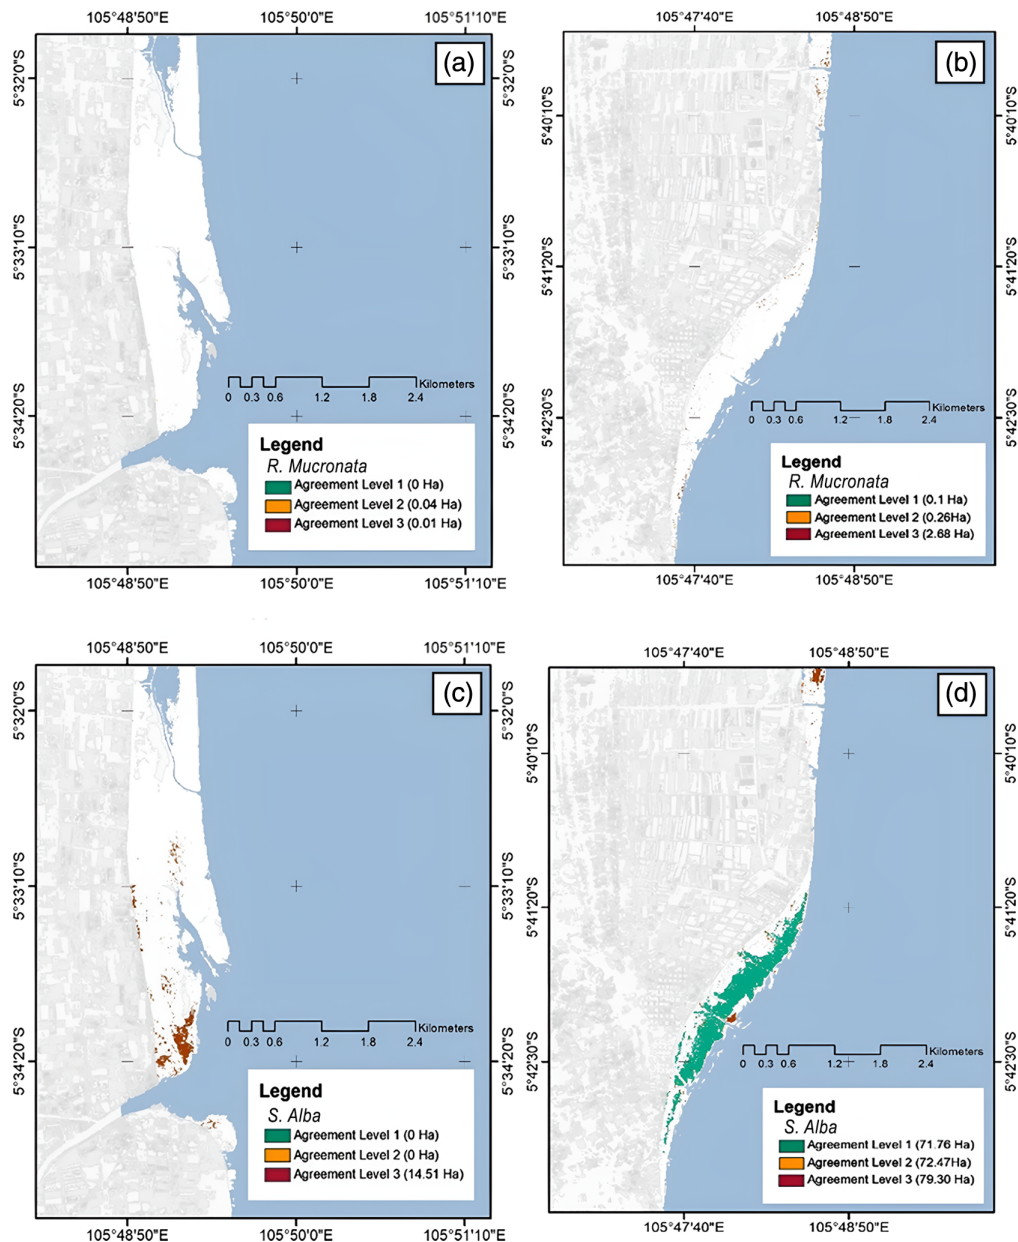 105°48'50"E 105°50'0"E 105°51'10"E
(a)
5°32'0"S 5°32'0"S
5°33'10"S 5°33'10"S
5°34'20"S 5°34'20"S
Kilometers
0 0.3 0.6 1.2 1.8 2.4
Legend
R. Mucronata
Agreement Level 1 (0 Ha)
Agreement Level 2 (0.04 Ha)
Agreement Level 3 (0.01 Ha)
105°48'50"E 105°50'0"E 105°51'10"E
105°47'40"E 105°48'50"E
(b)
5°40'10"S 5°40'10"S
5°41'20"S 5°41'20"S
5°42'30"S 5°42'30"S
Kilometers
0 0.3 0.6 1.2 1.8 2.4
Legend
R. Mucronata
Agreement Level 1 (0.1 Ha)
Agreement Level 2 (0.26Ha)
Agreement Level 3 (2.68 Ha)
105°47'40"E 105°48'50"E
105°48'50"E 105°50'0"E 105°51'10"E
(c)
5°32'0"S 5°32'0"S
5°33'10"S 5°33'10"S
5°34'20"S 5°34'20"S
Kilometers
0 0.3 0.6 1.2 1.8 2.4
Legend
S. Alba
Agreement Level 1 (0 Ha)
Agreement Level 2 (0 Ha)
Agreement Level 3 (14.51 Ha)
105°48'50"E 105°50'0"E 105°51'10"E
105°47'40"E 105°48'50"E
(d)
5°40'10"S 5°40'10"S
5°41'20"S 5°41'20"S
5°42'30"S 5°42'30"S
Kilometers
0 0.3 0.6 1.2 1.8 2.4
Legend
S. Alba
Agreement Level 1 (71.76 Ha)
Agreement Level 2 (72.47Ha)
Agreement Level 3 (79.30 Ha)
105°47'40"E 105°48'50"E